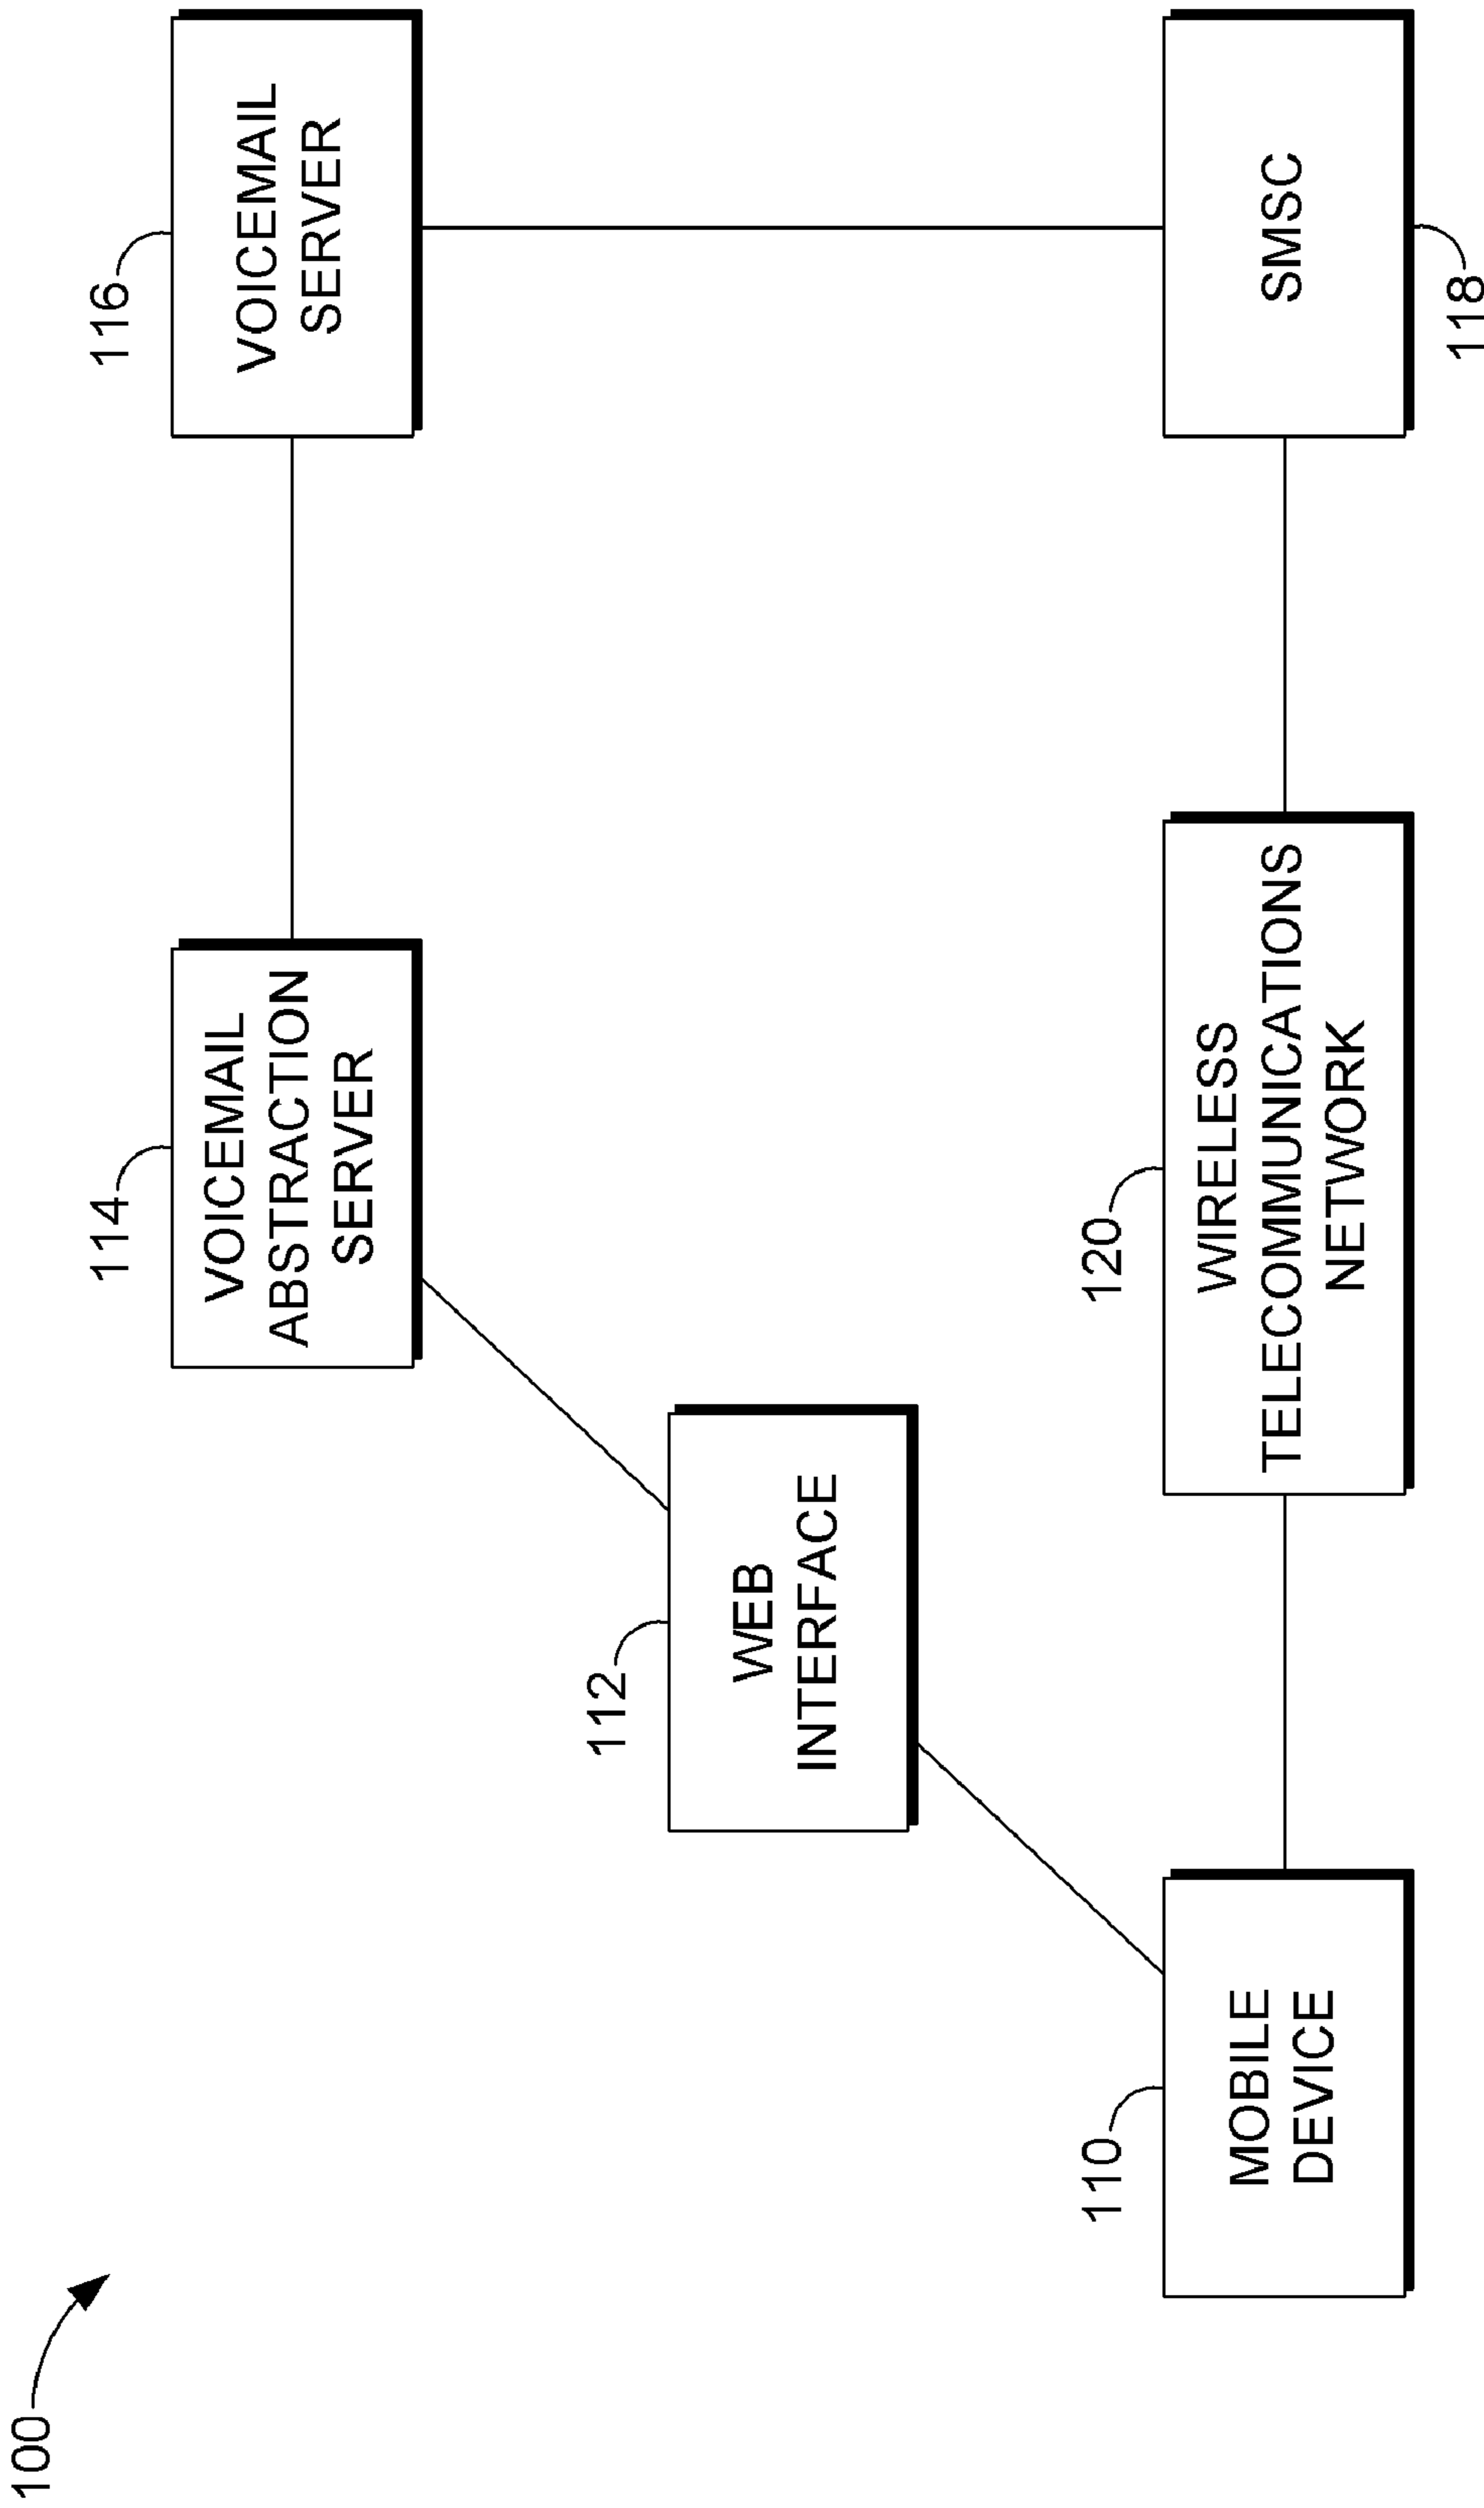 100
114
VOICEMAIL
ABSTRACTION
SERVER
116
VOICEMAIL
SERVER
112
WEB
INTERFACE
110
MOBILE
DEVICE
120
WIRELESS
TELECOMMUNICATIONS
NETWORK
SMSC
118